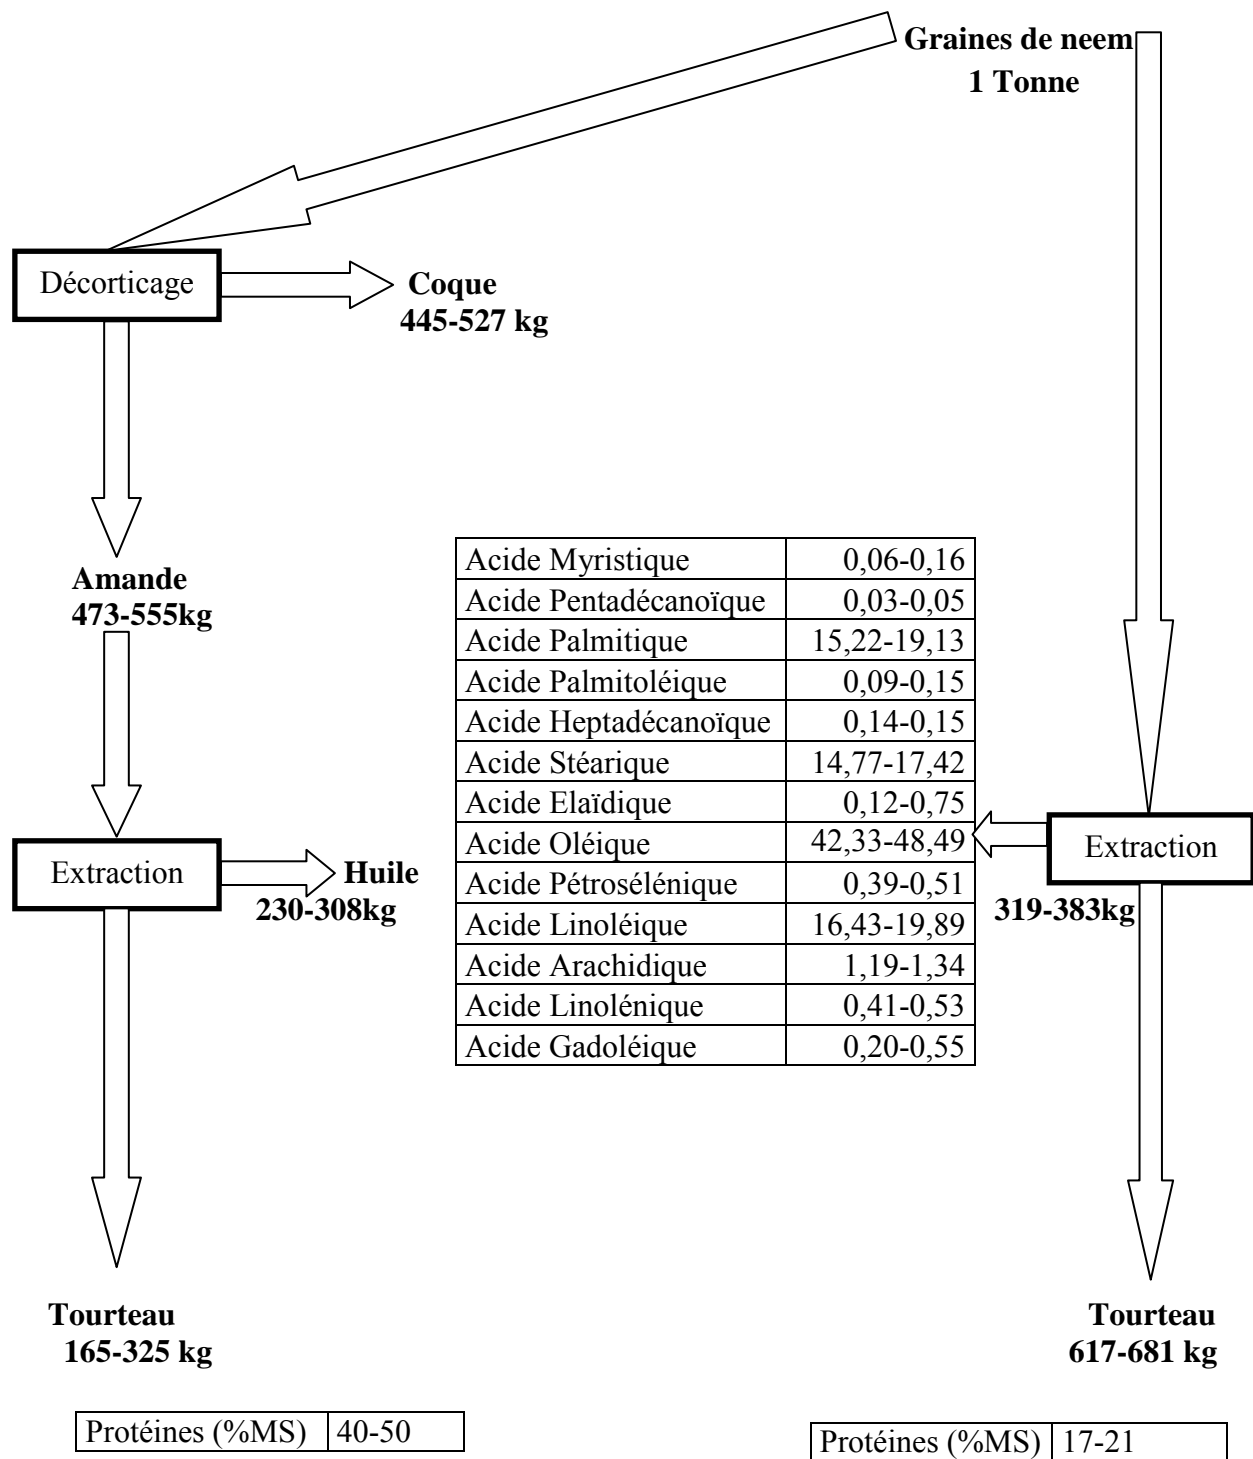 Graines de neem
1 Tonne
Décorticage
Coque
445-527 kg
Amande
473-555kg
Acide Myristique 0,06-0,16
Acide Pentadécanoïque 0,03-0,05
Acide Palmitique 15,22-19,13
Acide Palmitoléique 0,09-0,15
Acide Heptadécanoïque 0,14-0,15
Acide Stéarique 14,77-17,42
Acide Elaïdique 0,12-0,75
Acide Oléique 42,33-48,49
Acide Pétrosélénique 0,39-0,51
Acide Linoléique 16,43-19,89
Acide Arachidique 1,19-1,34
Acide Linolénique 0,41-0,53
Acide Gadoléique 0,20-0,55
Extraction
Huile
230-308kg
Extraction
319-383kg
Tourteau
165-325 kg
Tourteau
617-681 kg
Protéines (%MS) 40-50
Protéines (%MS) 17-21